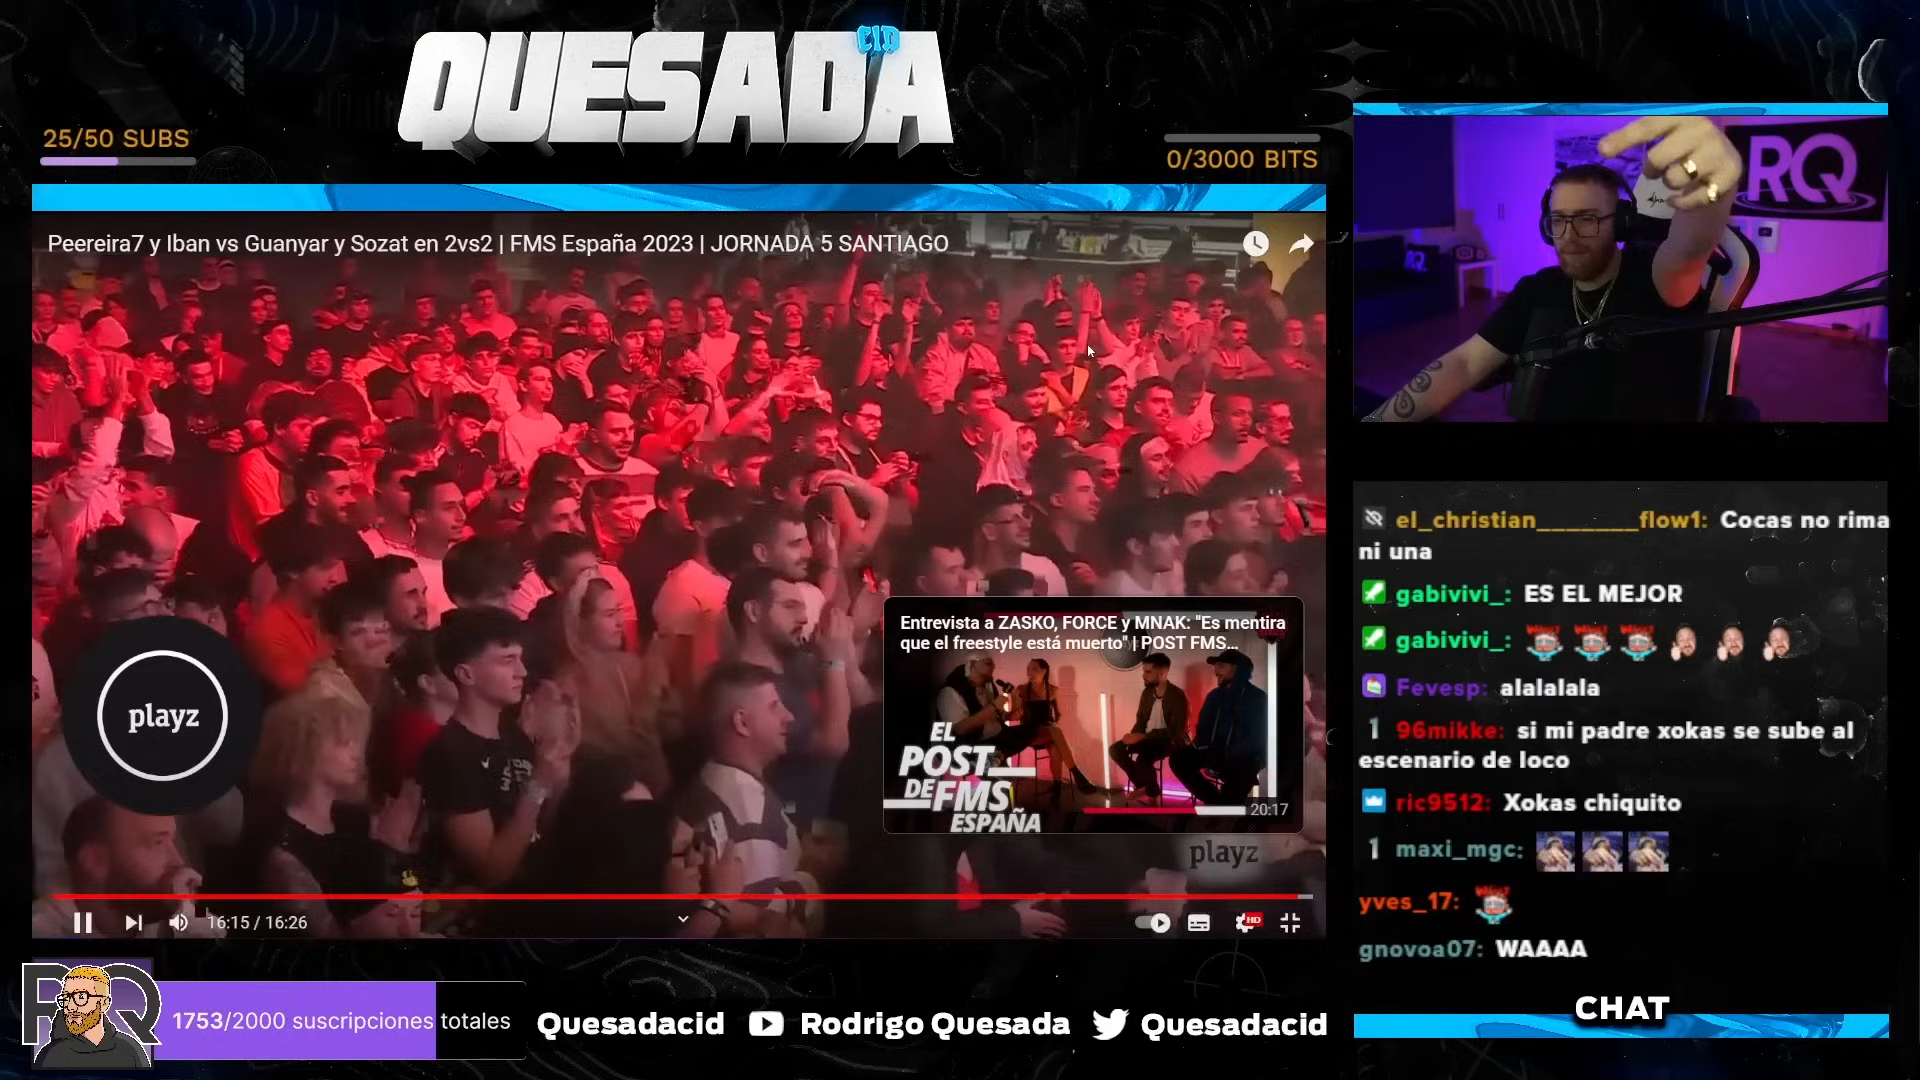 QUESADA
CID
25/50 SUBS
0/3000 BITS
Peereira7 y Iban vs Guanyar y Sozat en 2vs2 | FMS España 2023 | JORNADA 5 SANTIAGO
RQ
playz
Entrevista a ZASKO, FORCE y MNAK: "Es mentira
que el freestyle está muerto" | POST FMS...
EL
POST
DE FMS
ESPAÑA
20:17
playz
16:15 / 16:26
HD
el_christian_______flow1: Cocas no rima
ni una
gabivivi_: ES EL MEJOR
gabivivi_:
Fevesp: alalalala
1 96mikke: si mi padre xokas se sube al
escenario de loco
ric9512: Xokas chiquito
1 maxi_mgc:
yves_17:
gnovoa07: WAAAA
CHAT
RQ
1753/2000 suscripciones totales
Quesadacid
Rodrigo Quesada
Quesadacid